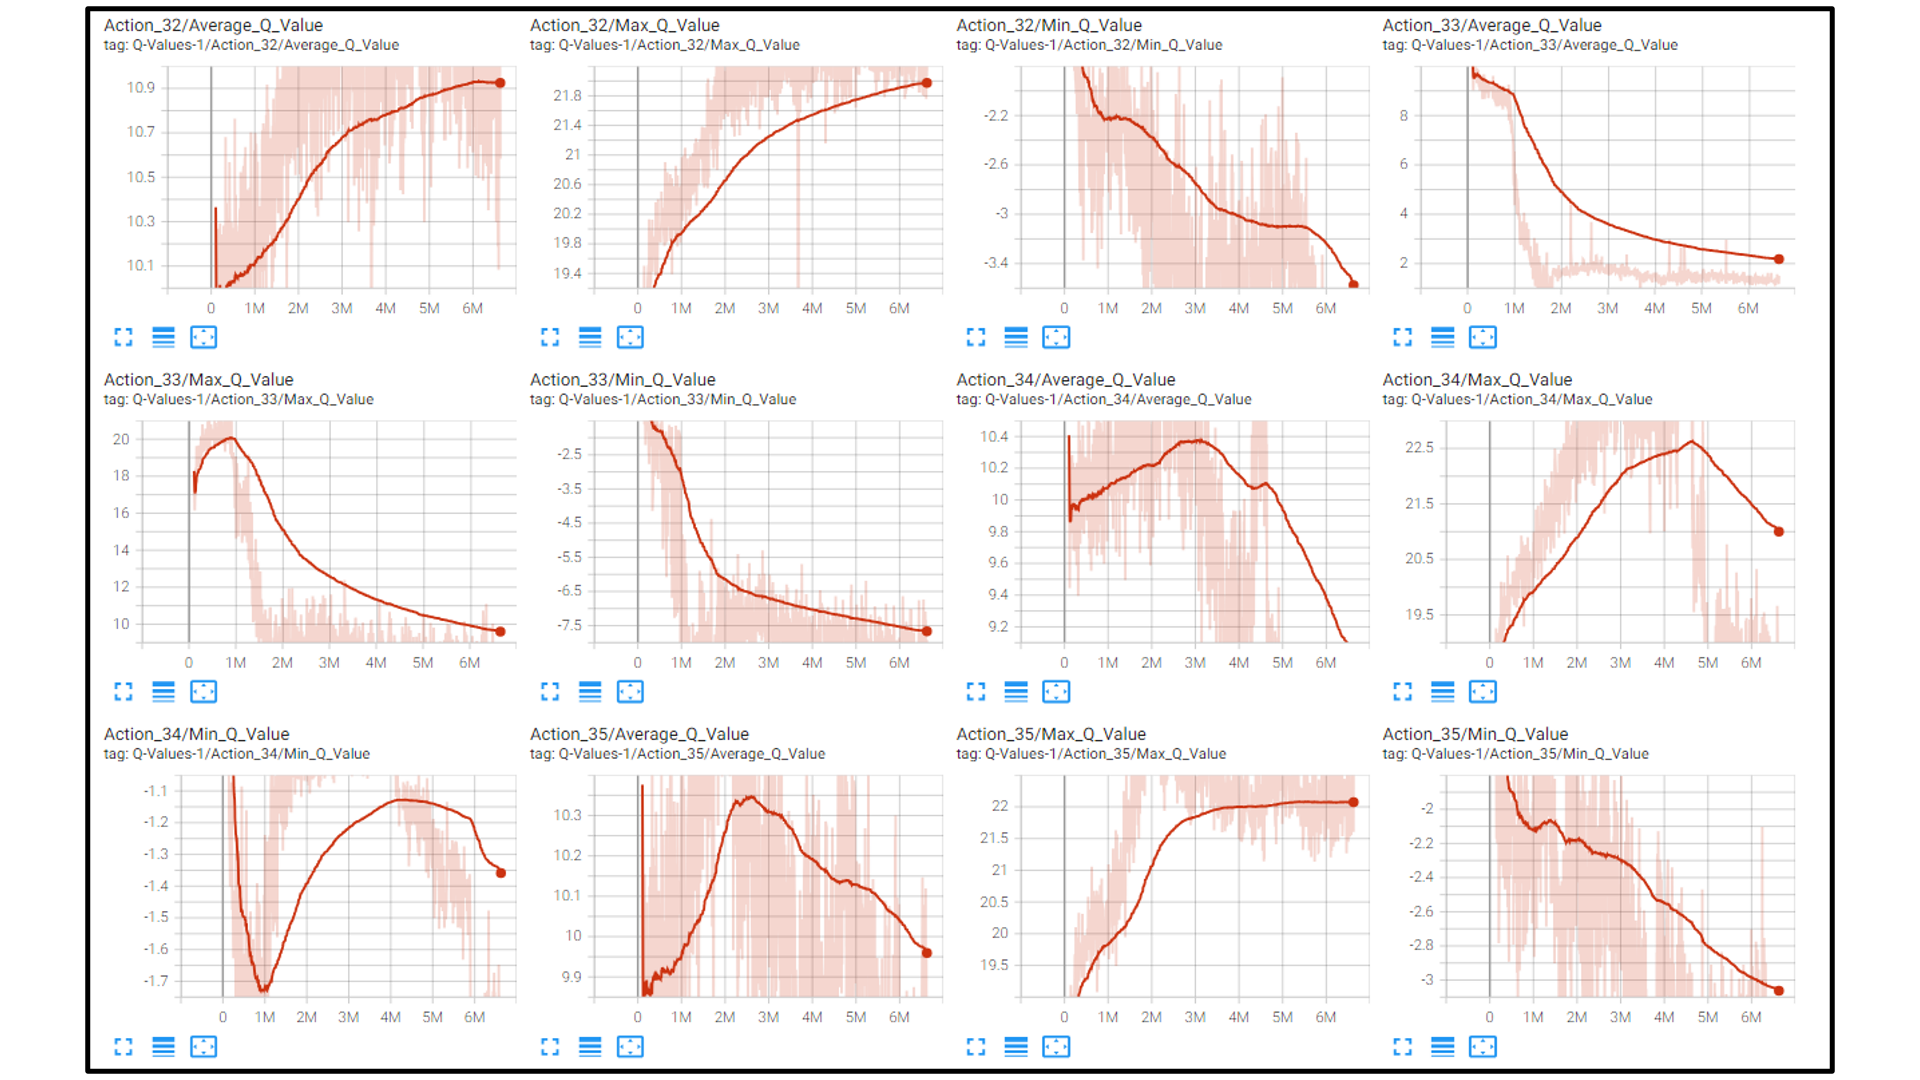 Action_32/Average_Q_Value
tag: Q-Values-1/Action_32/Average_Q_Value
10.9
10.7
10.5
10.3
10.1
0 1M 2M 3M 4M 5M 6M
Action_32/Max_Q_Value
tag: Q-Values-1/Action_32/Max_Q_Value
21.8
21.4
21
20.6
20.2
19.8
19.4
0 1M 2M 3M 4M 5M 6M
Action_32/Min_Q_Value
tag: Q-Values-1/Action_32/Min_Q_Value
-2.2
-2.6
-3
-3.4
0 1M 2M 3M 4M 5M 6M
Action_33/Average_Q_Value
tag: Q-Values-1/Action_33/Average_Q_Value
8
6
4
2
0 1M 2M 3M 4M 5M 6M
Action_33/Max_Q_Value
tag: Q-Values-1/Action_33/Max_Q_Value
20
18
16
14
12
10
0 1M 2M 3M 4M 5M 6M
Action_33/Min_Q_Value
tag: Q-Values-1/Action_33/Min_Q_Value
-2.5
-3.5
-4.5
-5.5
-6.5
-7.5
0 1M 2M 3M 4M 5M 6M
Action_34/Average_Q_Value
tag: Q-Values-1/Action_34/Average_Q_Value
10.4
10.2
10
9.8
9.6
9.4
9.2
0 1M 2M 3M 4M 5M 6M
Action_34/Max_Q_Value
tag: Q-Values-1/Action_34/Max_Q_Value
22.5
21.5
20.5
19.5
0 1M 2M 3M 4M 5M 6M
Action_34/Min_Q_Value
tag: Q-Values-1/Action_34/Min_Q_Value
-1.1
-1.2
-1.3
-1.4
-1.5
-1.6
-1.7
0 1M 2M 3M 4M 5M 6M
Action_35/Average_Q_Value
tag: Q-Values-1/Action_35/Average_Q_Value
10.3
10.2
10.1
10
9.9
0 1M 2M 3M 4M 5M 6M
Action_35/Max_Q_Value
tag: Q-Values-1/Action_35/Max_Q_Value
22
21.5
21
20.5
20
19.5
0 1M 2M 3M 4M 5M 6M
Action_35/Min_Q_Value
tag: Q-Values-1/Action_35/Min_Q_Value
-2
-2.2
-2.4
-2.6
-2.8
-3
0 1M 2M 3M 4M 5M 6M